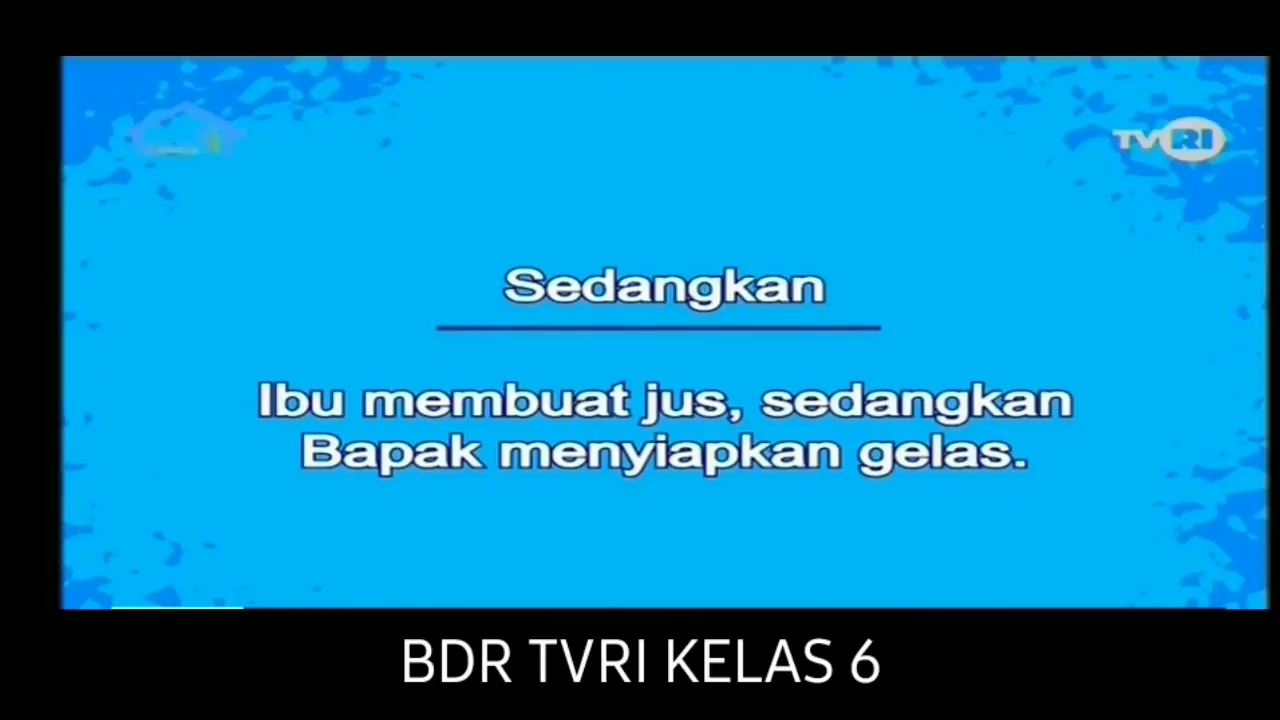 TVRI
Sedangkan
Ibu membuat jus, sedangkan
Bapak menyiapkan gelas.
BDR TVRI KELAS 6